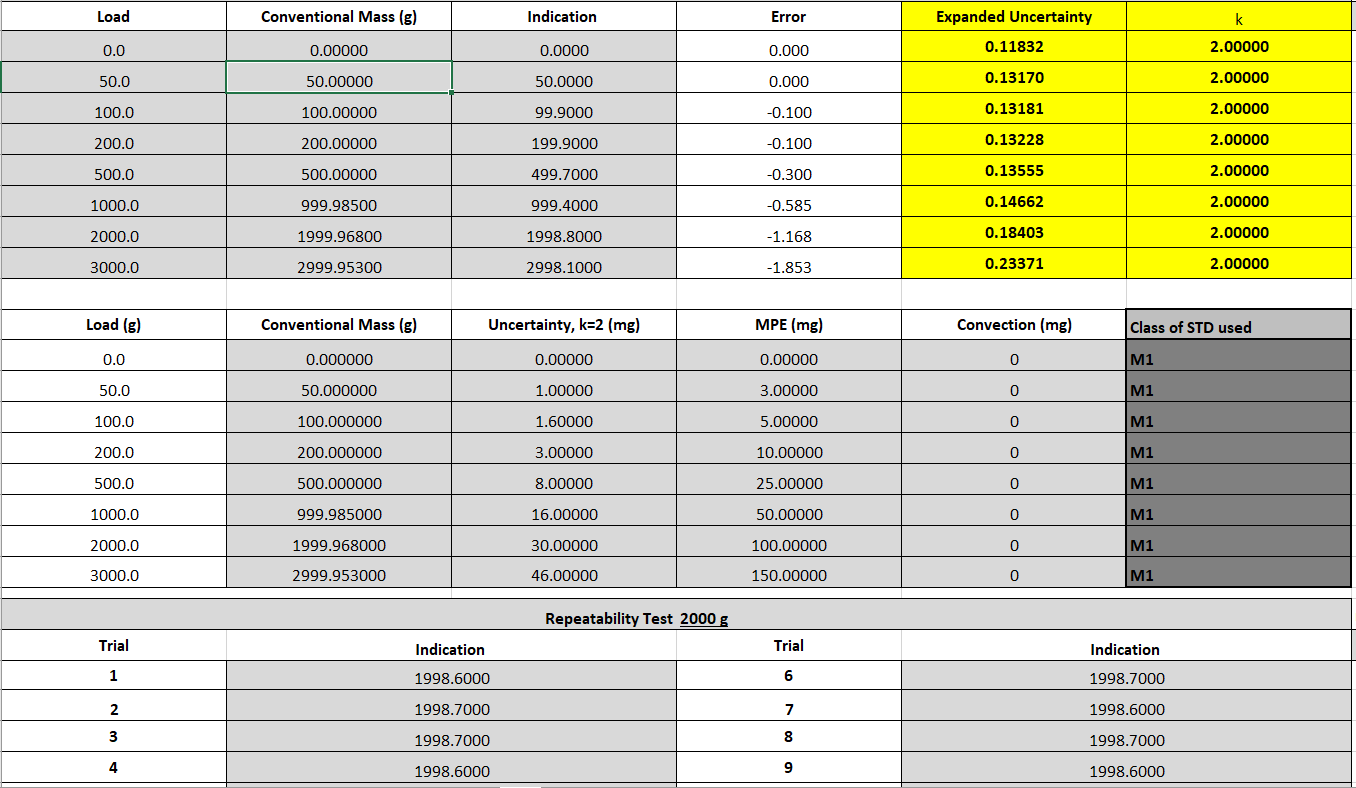 Load Conventional Mass (g) Indication Error Expanded Uncertainty k
0.0 0.00000 0.0000 0.000 0.11832 2.00000
50.0 50.00000 50.0000 0.000 0.13170 2.00000
100.0 100.00000 99.9000 -0.100 0.13181 2.00000
200.0 200.00000 199.9000 -0.100 0.13228 2.00000
500.0 500.00000 499.7000 -0.300 0.13555 2.00000
1000.0 999.98500 999.4000 -0.585 0.14662 2.00000
2000.0 1999.96800 1998.8000 -1.168 0.18403 2.00000
3000.0 2999.95300 2998.1000 -1.853 0.23371 2.00000
Load (g) Conventional Mass (g) Uncertainty, k=2 (mg) MPE (mg) Convection (mg) Class of STD used
0.0 0.000000 0.00000 0.00000 0 M1
50.0 50.000000 1.00000 3.00000 0 M1
100.0 100.000000 1.60000 5.00000 0 M1
200.0 200.000000 3.00000 10.00000 0 M1
500.0 500.000000 8.00000 25.00000 0 M1
1000.0 999.985000 16.00000 50.00000 0 M1
2000.0 1999.968000 30.00000 100.00000 0 M1
3000.0 2999.953000 46.00000 150.00000 0 M1
Repeatability Test 2000 g
Trial Indication Trial Indication
1 1998.6000 6 1998.7000
2 1998.7000 7 1998.6000
3 1998.7000 8 1998.7000
4 1998.6000 9 1998.6000